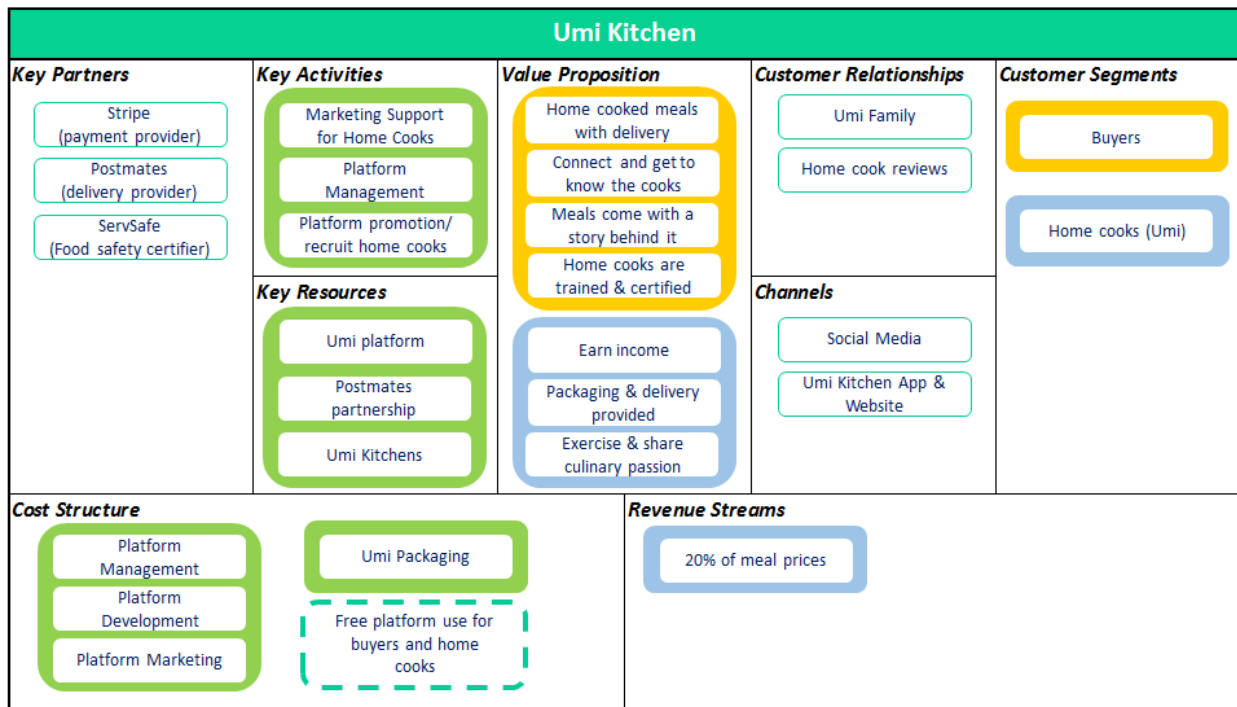 Umi Kitchen
Key Partners
Stripe
(payment provider)
Postmates
(delivery provider)
ServSafe
(Food safety certifier)
Key Activities
Marketing Support
for Home Cooks
Platform
Management
Platform promotion/
recruit home cooks
Key Resources
Umi platform
Postmates
partnership
Umi Kitchens
Value Proposition
Home cooked meals
with delivery
Connect and get to
know the cooks
Meals come with a
story behind it
Home cooks are
trained & certified
Earn income
Packaging & delivery
provided
Exercise & share
culinary passion
Customer Relationships
Umi Family
Home cook reviews
Channels
Social Media
Umi Kitchen App &
Website
Customer Segments
Buyers
Home cooks (Umi)
Cost Structure
Platform
Management
Platform
Development
Platform Marketing
Umi Packaging
Free platform use for
buyers and home
cooks
Revenue Streams
20% of meal prices